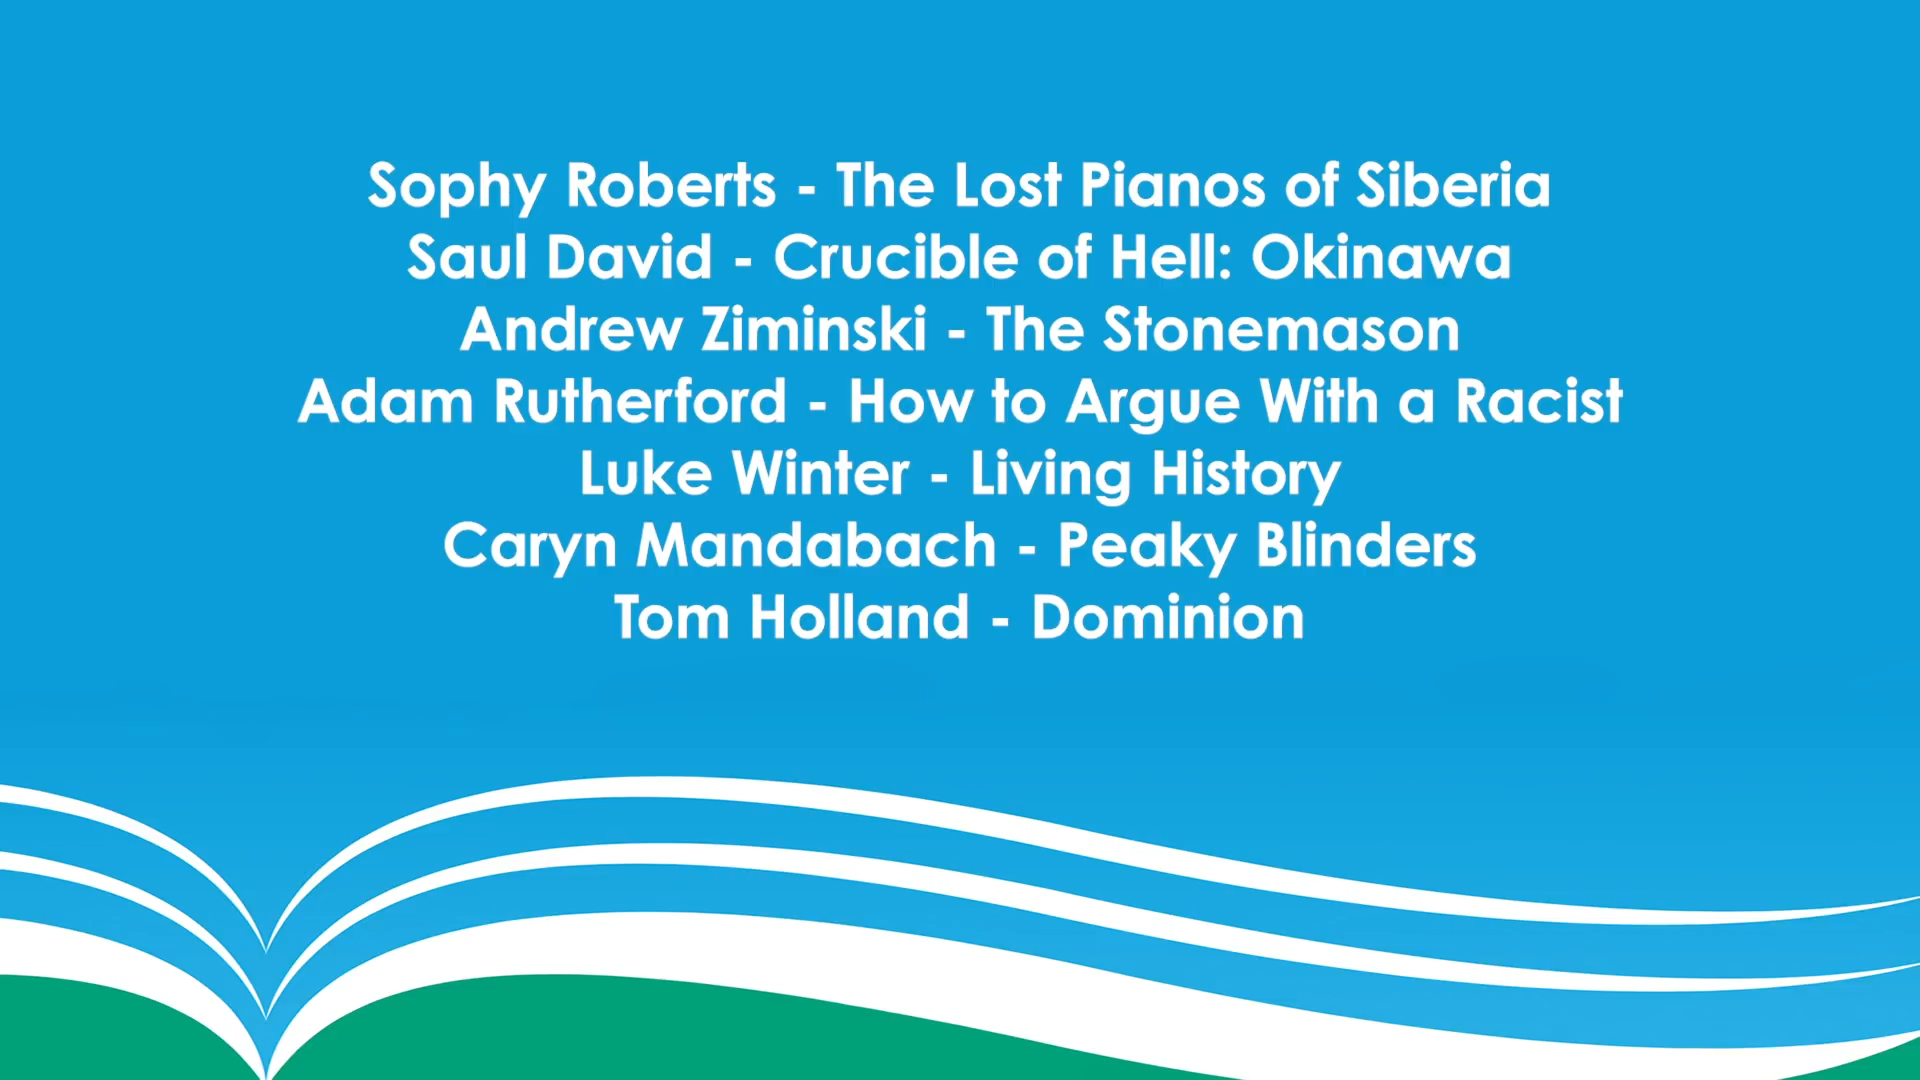 Sophy Roberts - The Lost Pianos of Siberia
Saul David - Crucible of Hell: Okinawa
Andrew Ziminski - The Stonemason
Adam Rutherford - How to Argue With a Racist
Luke Winter - Living History
Caryn Mandabach - Peaky Blinders
Tom Holland - Dominion